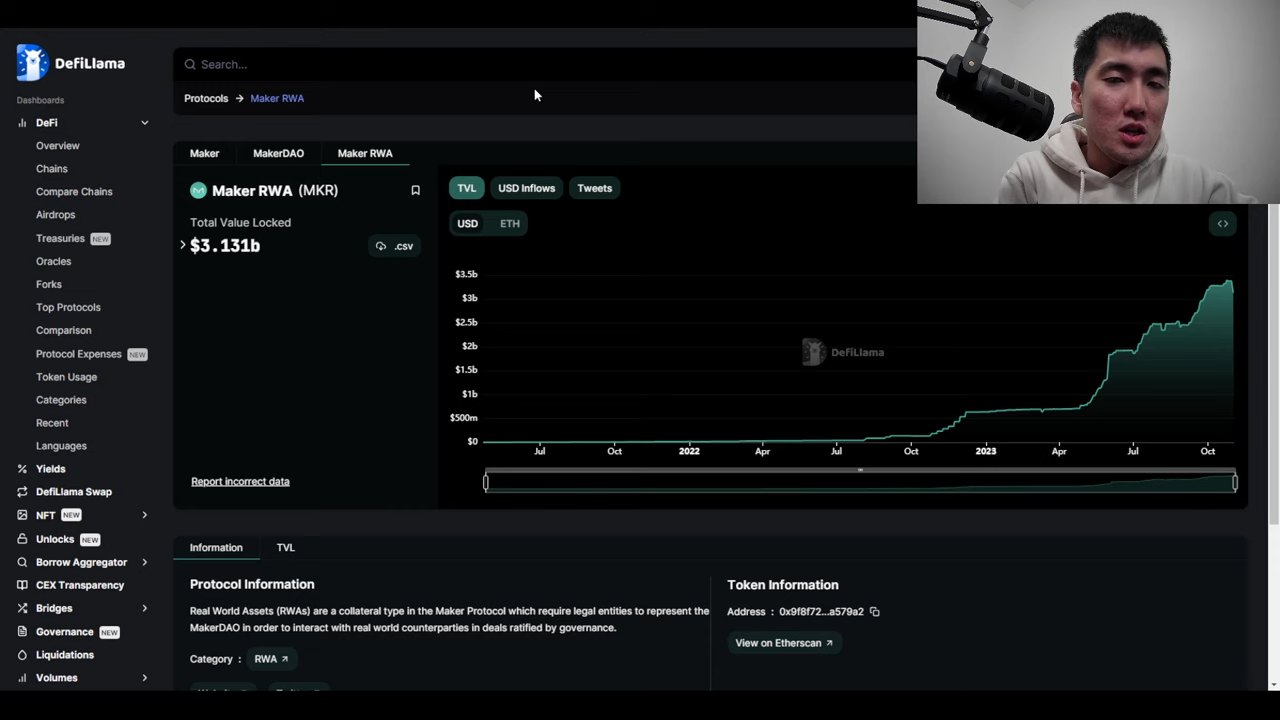 DefiLlama
Search...
Dashboards
Protocols → Maker RWA
DeFi
Overview
Chains
Compare Chains
Airdrops
Treasuries NEW
Oracles
Forks
Top Protocols
Comparison
Protocol Expenses NEW
Token Usage
Categories
Recent
Languages
Yields
DefiLlama Swap
NFT NEW
Unlocks NEW
Borrow Aggregator
CEX Transparency
Bridges
Governance NEW
Liquidations
Volumes
Maker MakerDAO Maker RWA
Maker RWA (MKR)
Total Value Locked
$3.131b .csv
Report incorrect data
TVL USD Inflows Tweets
USD ETH
$3.5b
$3b
$2.5b
$2b
$1.5b
$1b
$500m
$0
DefiLlama
Jul Oct 2022 Apr Jul Oct 2023 Apr Jul Oct
Information TVL
Protocol Information
Real World Assets (RWAs) are a collateral type in the Maker Protocol which require legal entities to represent the
MakerDAO in order to interact with real world counterparties in deals ratified by governance.
Category : RWA
Token Information
Address : 0x9f8f72...a579a2
View on Etherscan